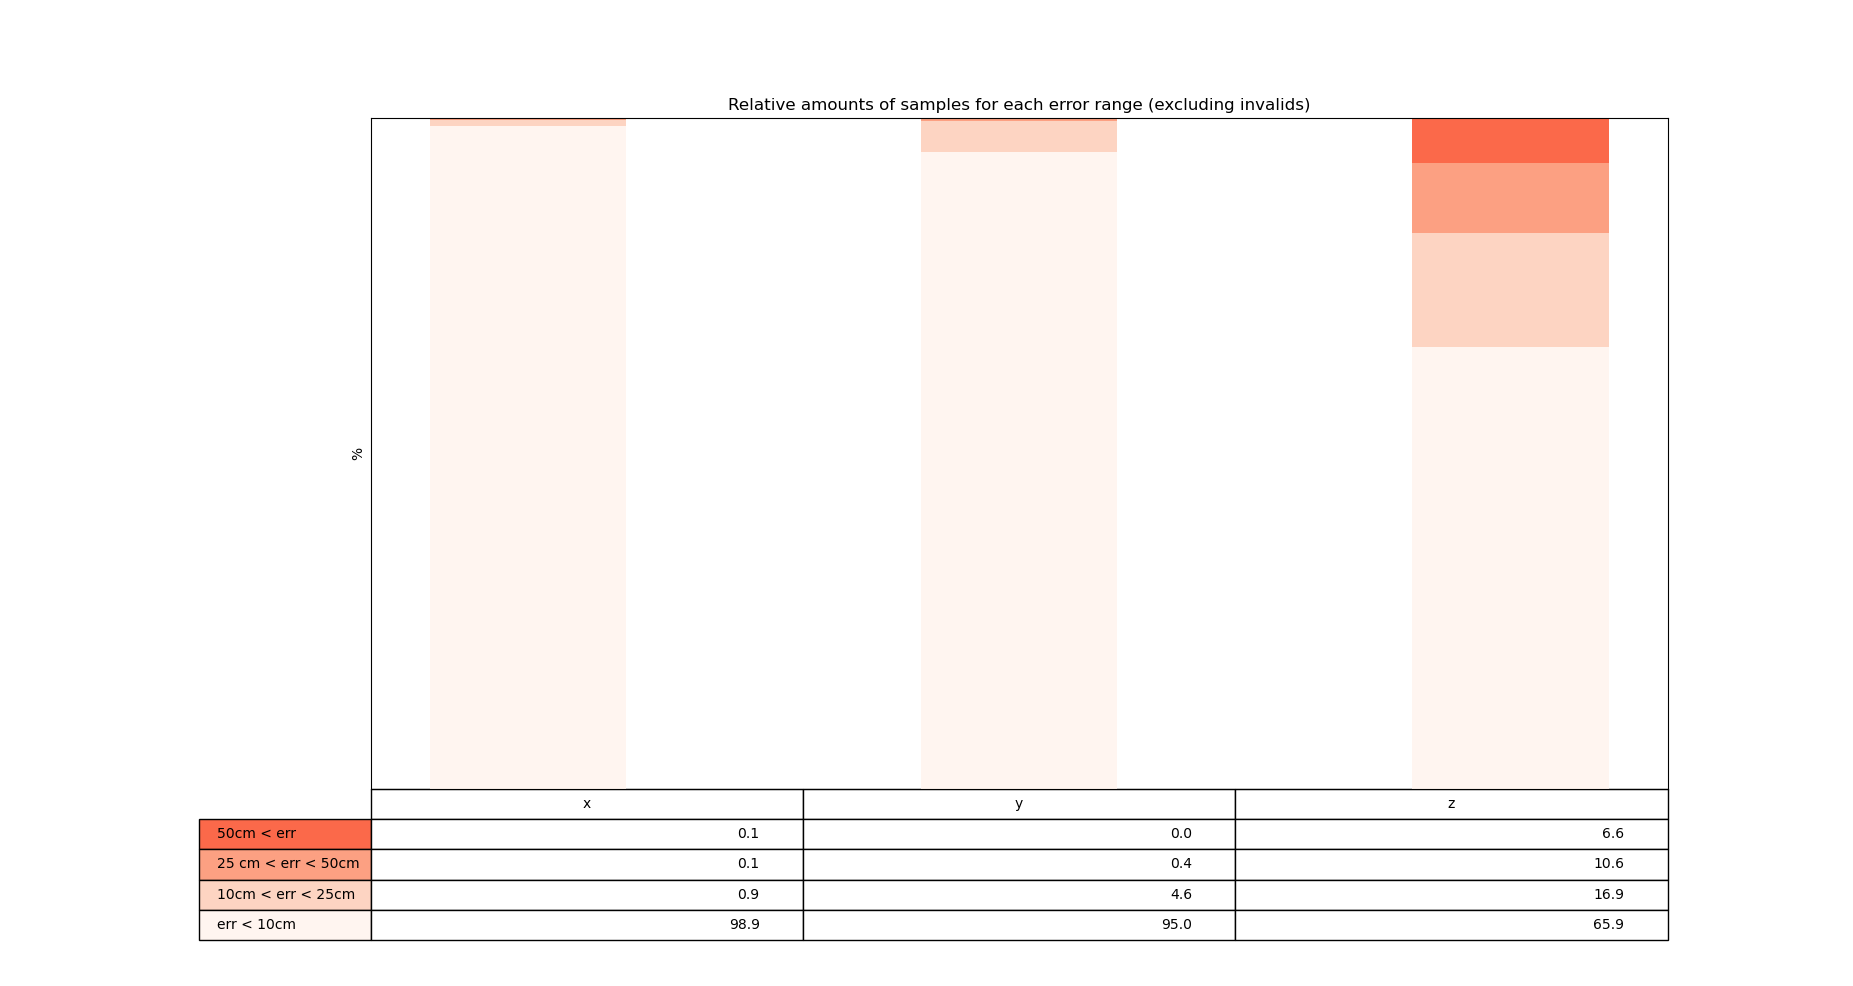 Relative amounts of samples for each error range (excluding invalids)
%
x y z
50cm < err 0.1 0.0 6.6
25 cm < err < 50cm 0.1 0.4 10.6
10cm < err < 25cm 0.9 4.6 16.9
err < 10cm 98.9 95.0 65.9